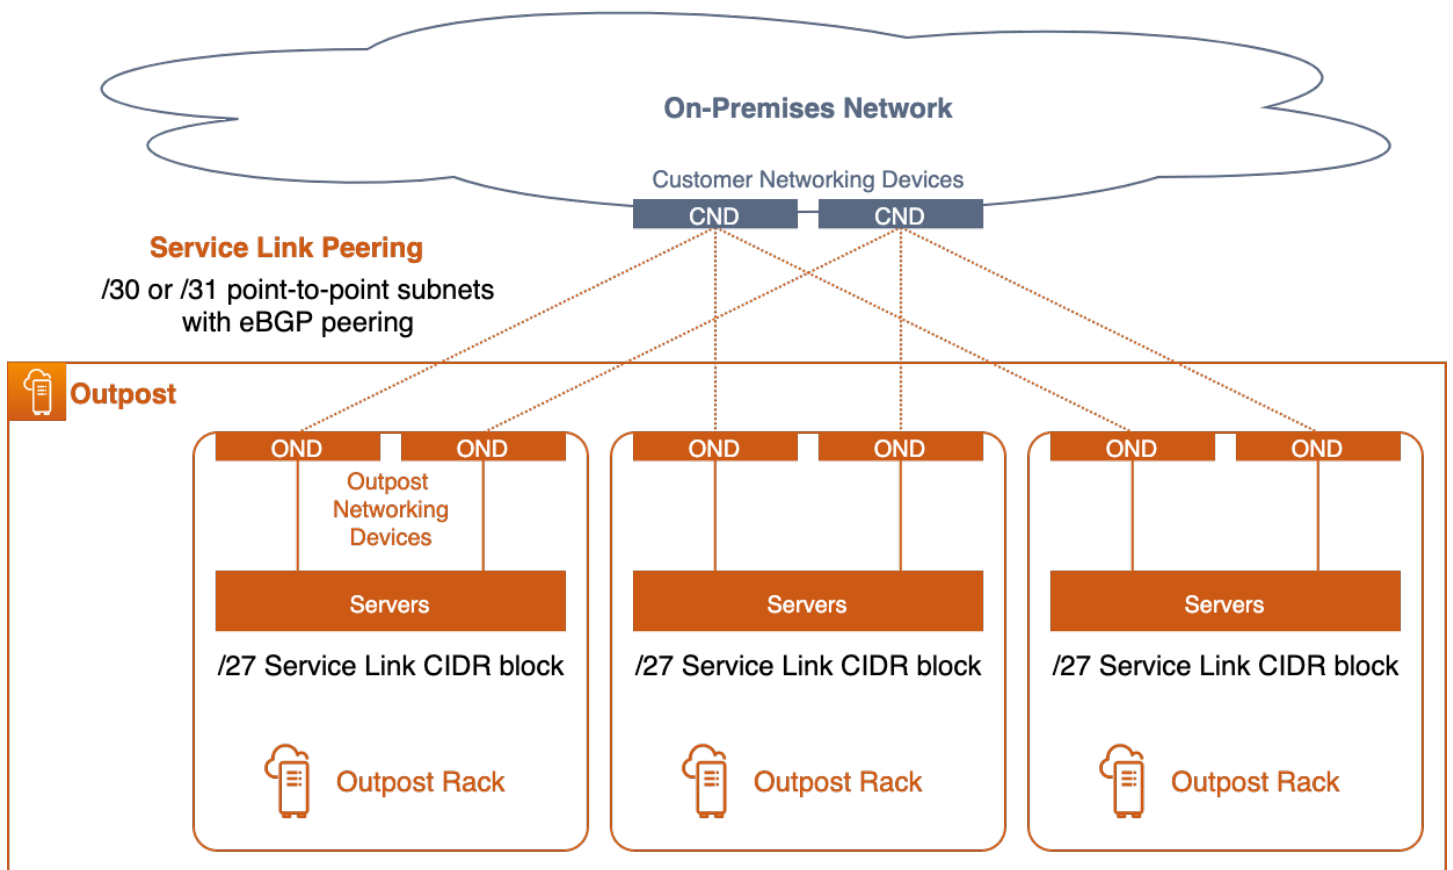 On-Premises Network
Customer Networking Devices
CND
CND
Service Link Peering
/30 or /31 point-to-point subnets
with eBGP peering
Outpost
OND
OND
OND
OND
OND
OND
Outpost
Networking
Devices
Servers
Servers
Servers
/27 Service Link CIDR block
/27 Service Link CIDR block
/27 Service Link CIDR block
Outpost Rack
Outpost Rack
Outpost Rack